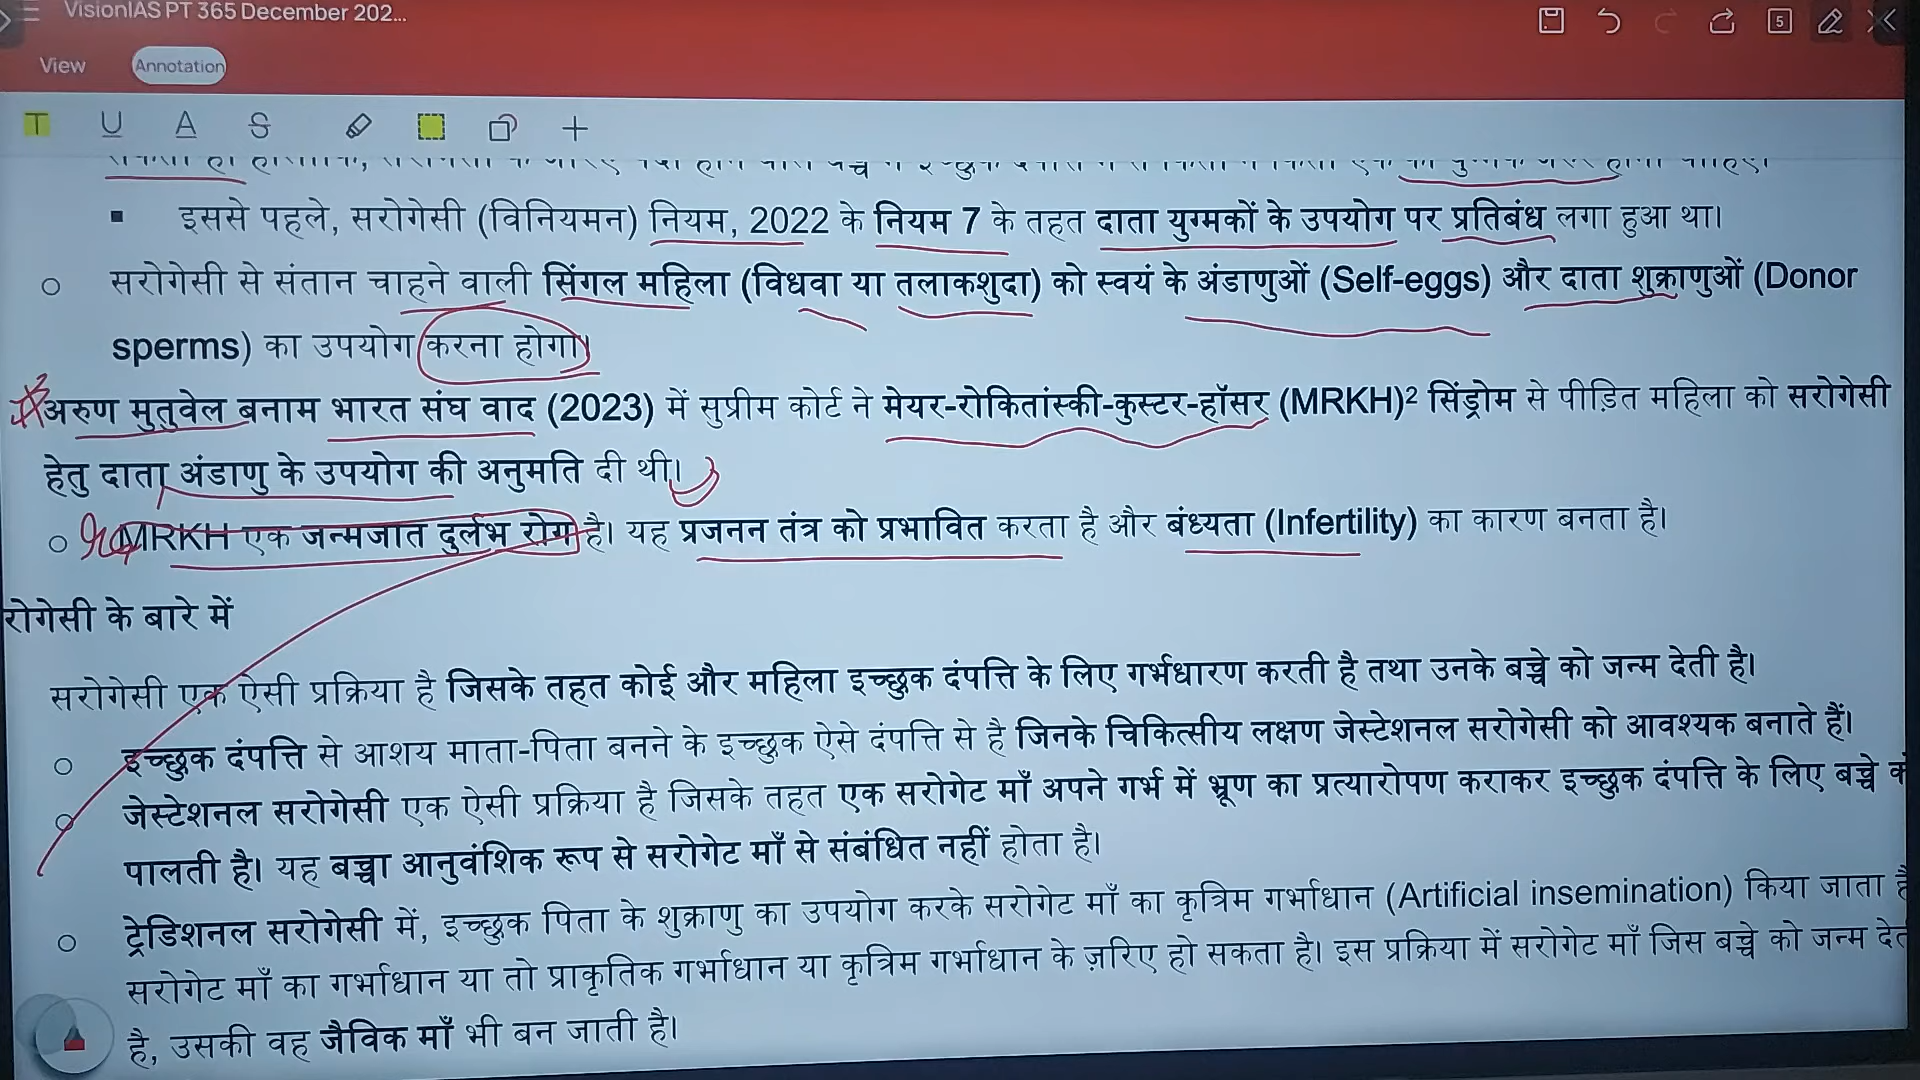 VisionIAS PT 365 December 202...
View Annotation
T U A S
5
इससे पहले, सरोगेसी (विनियमन) नियम, 2022 के नियम 7 के तहत दाता युग्मकों के उपयोग पर प्रतिबंध लगा हुआ था।
सरोगेसी से संतान चाहने वाली सिंगल महिला (विधवा या तलाकशुदा) को स्वयं के अंडाणुओं (Self-eggs) और दाता शुक्राणुओं (Donor
sperms) का उपयोग करना होगा।
अरुण मुतुवेल बनाम भारत संघ वाद (2023) में सुप्रीम कोर्ट ने मेयर-रोकितांस्की-कुस्टर-हॉसर (MRKH)² सिंड्रोम से पीड़ित महिला को सरोगेसी
हेतु दाता अंडाणु के उपयोग की अनुमति दी थी।
MRKH एक जन्मजात दुर्लभ रोग है। यह प्रजनन तंत्र को प्रभावित करता है और बंध्यता (Infertility) का कारण बनता है।
रोगेसी के बारे में
सरोगेसी एक ऐसी प्रक्रिया है जिसके तहत कोई और महिला इच्छुक दंपत्ति के लिए गर्भधारण करती है तथा उनके बच्चे को जन्म देती है।
इच्छुक दंपत्ति से आशय माता-पिता बनने के इच्छुक ऐसे दंपत्ति से है जिनके चिकित्सीय लक्षण जेस्टेशनल सरोगेसी को आवश्यक बनाते हैं।
जेस्टेशनल सरोगेसी एक ऐसी प्रक्रिया है जिसके तहत एक सरोगेट माँ अपने गर्भ में भ्रूण का प्रत्यारोपण कराकर इच्छुक दंपत्ति के लिए बच्चे
पालती है। यह बच्चा आनुवंशिक रूप से सरोगेट माँ से संबंधित नहीं होता है।
ट्रेडिशनल सरोगेसी में, इच्छुक पिता के शुक्राणु का उपयोग करके सरोगेट माँ का कृत्रिम गर्भाधान (Artificial insemination) किया जाता
सरोगेट माँ का गर्भाधान या तो प्राकृतिक गर्भाधान या कृत्रिम गर्भाधान के ज़रिए हो सकता है। इस प्रक्रिया में सरोगेट माँ जिस बच्चे को जन्म
है, उसकी वह जैविक माँ भी बन जाती है।